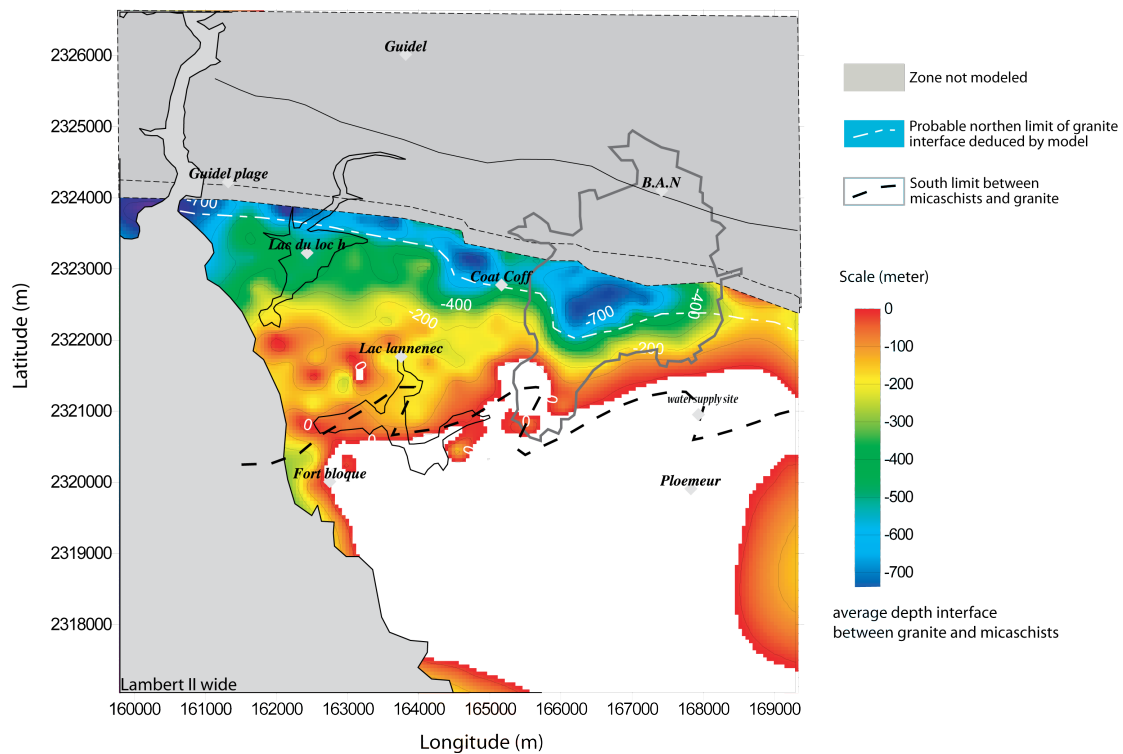 2326000
2325000
2324000
2323000
2322000
2321000
2320000
2319000
2318000
Latitude (m)
Guidel
Guidel plage
B.A.N
-700
Lac du loc h
Coat Coff
-400
-400
-700
-200
-200
Lac lannenec
0
water supply site
0
0
0
0
0
Fort bloque
Ploemeur
Lambert II wide
160000 161000 162000 163000 164000 165000 166000 167000 168000 169000
Longitude (m)
Zone not modeled
Probable northen limit of granite
interface deduced by model
South limit between
micaschists and granite
Scale (meter)
0
-100
-200
-300
-400
-500
-600
-700
average depth interface
between granite and micaschists